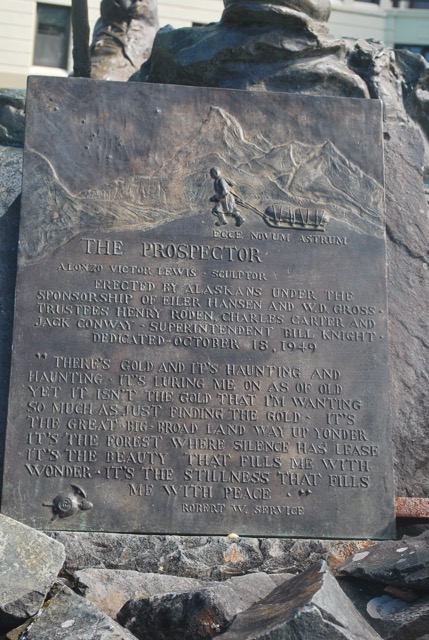 ECCE NOVUM ASTRUM
THE PROSPECTOR
ALONZO VICTOR LEWIS · SCULPTOR
ERECTED BY ALASKANS UNDER THE
SPONSORSHIP OF EILER HANSEN AND W.D. GROSS·
TRUSTEES HENRY RODEN, CHARLES CARTER AND
JACK CONWAY · SUPERINTENDENT BILL KNIGHT·
DEDICATED·OCTOBER 18, 1949
"THERE'S GOLD AND IT'S HAUNTING AND
HAUNTING · IT'S LURING ME ON AS OF OLD
YET IT ISN'T THE GOLD THAT I'M WANTING
SO MUCH AS JUST FINDING THE GOLD · IT'S
THE GREAT BIG BROAD LAND WAY UP YONDER
IT'S THE FOREST WHERE SILENCE HAS LEASE
IT'S THE BEAUTY THAT FILLS ME WITH
WONDER · IT'S THE STILLNESS THAT FILLS
ME WITH PEACE · "
ROBERT W. SERVICE